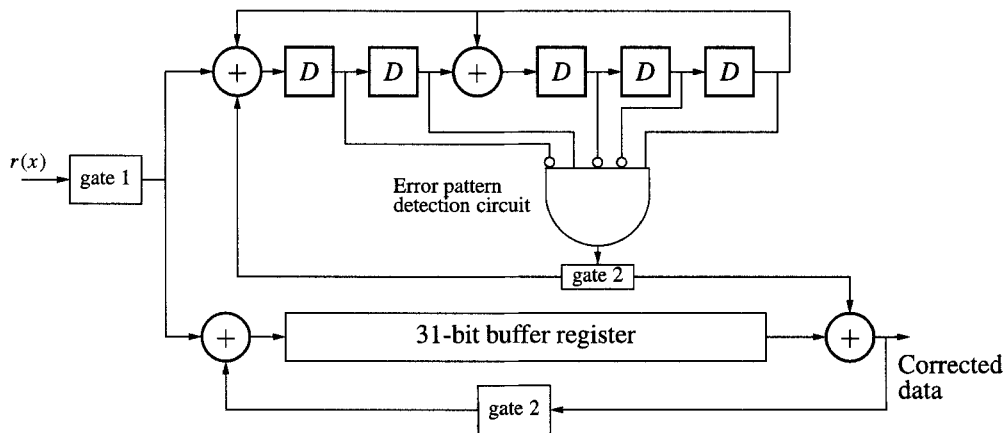 + D D + D D D
r(x)
gate 1
Error pattern
detection circuit
gate 2
+ 31-bit buffer register +
Corrected
data
gate 2